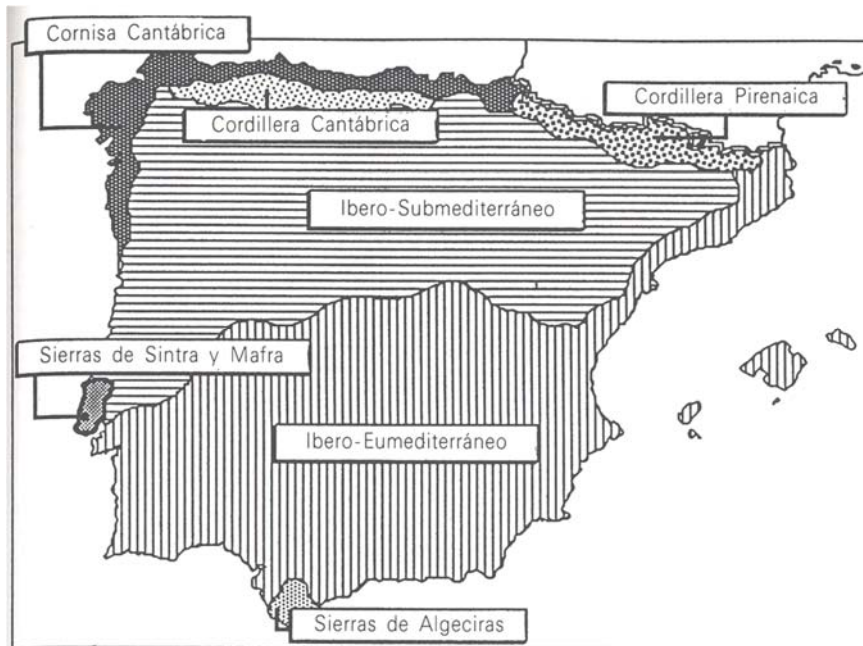 Cornisa Cantábrica
Cordillera Pirenaica
Cordillera Cantábrica
Ibero-Submediterráneo
Sierras de Sintra y Mafra
Ibero-Eumediterráneo
Sierras de Algeciras